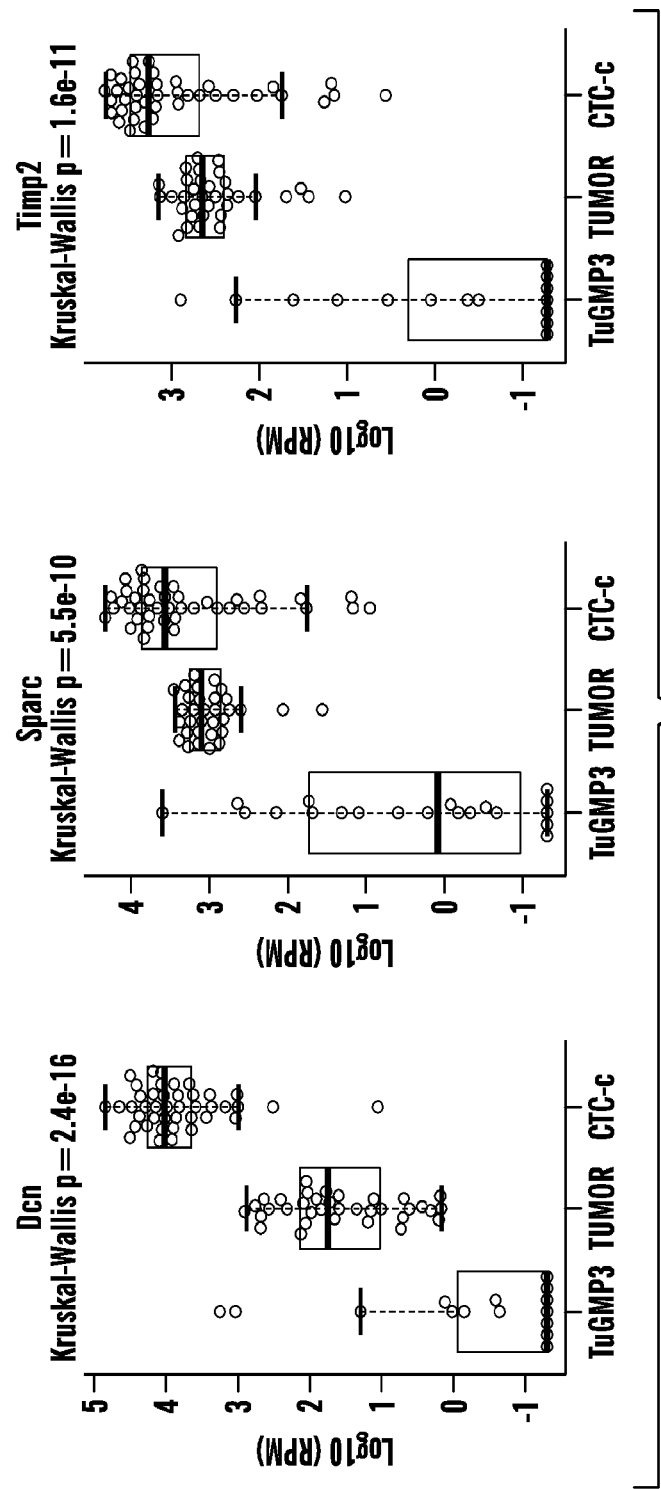 Dcn
Kruskal-Wallis p = 2.4e-16
Log10 (RPM)
5
4
3
2
1
0
-1
TuGMP3 TUMOR CTC-c
Sparc
Kruskal-Wallis p = 5.5e-10
Log10 (RPM)
4
3
2
1
0
-1
TuGMP3 TUMOR CTC-c
Timp2
Kruskal-Wallis p = 1.6e-11
Log10 (RPM)
3
2
1
0
-1
TuGMP3 TUMOR CTC-c